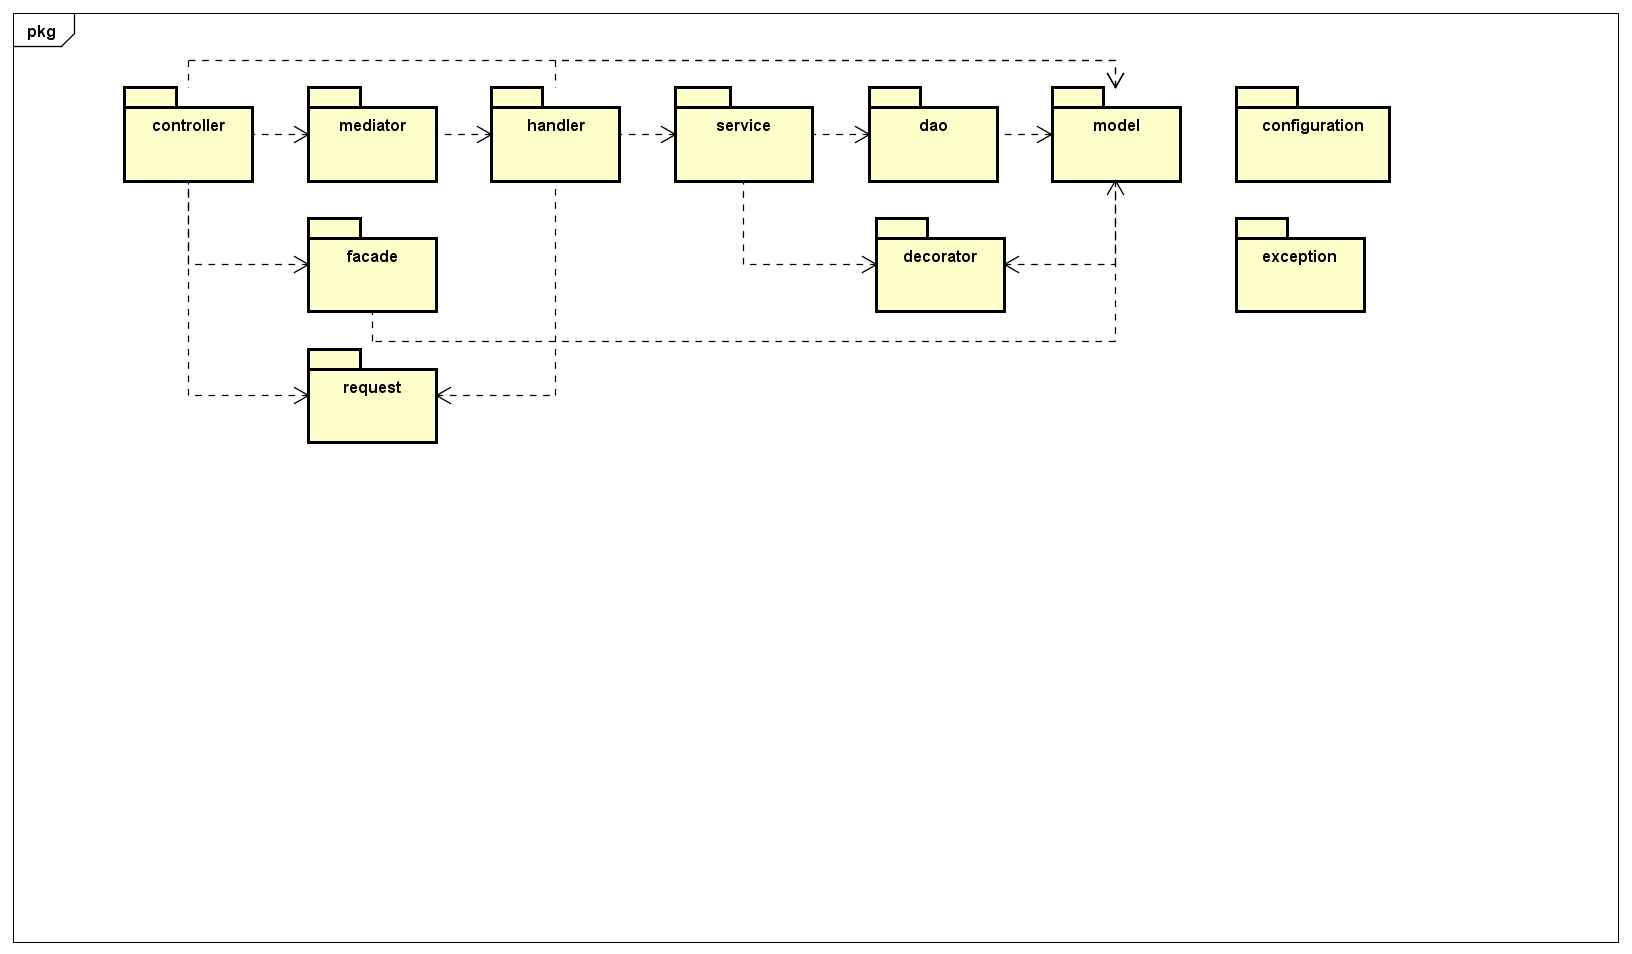 pkg
controller
mediator
handler
service
dao
model
configuration
facade
decorator
exception
request